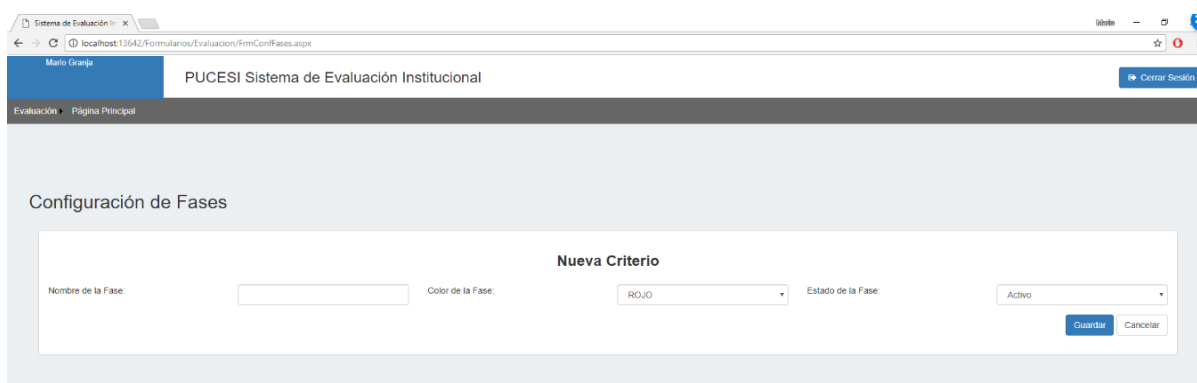 Sistema de Evaluación In
localhost:13642/Formularios/Evaluacion/FrmConfFases.aspx
Mario Granja
PUCESI Sistema de Evaluación Institucional
Cerrar Sesión
Evaluación Página Principal
Configuración de Fases
Nueva Criterio
Nombre de la Fase: Color de la Fase: ROJO Estado de la Fase: Activo
Guardar Cancelar